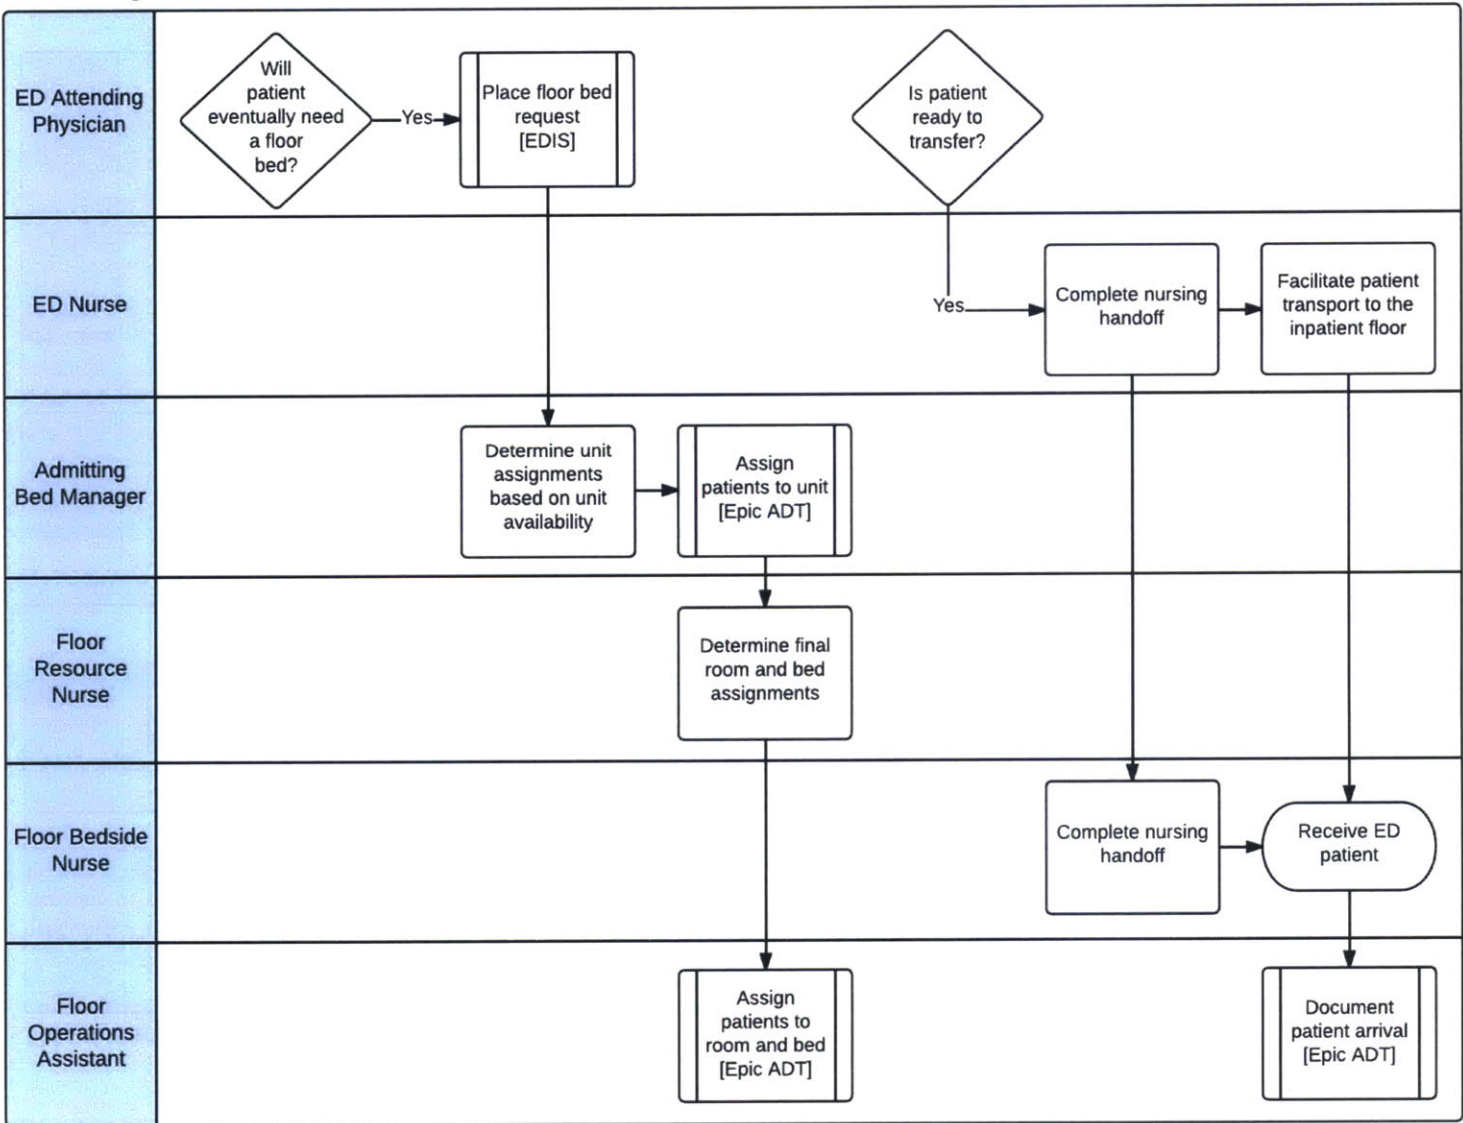 ED Attending
Physician
Will
patient
eventually need
a floor
bed?
Yes
Place floor bed
request
[EDIS]
Is patient
ready to
transfer?
ED Nurse
Yes
Complete nursing
handoff
Facilitate patient
transport to the
inpatient floor
Admitting
Bed Manager
Determine unit
assignments
based on unit
availability
Assign
patients to unit
[Epic ADT]
Floor
Resource
Nurse
Determine final
room and bed
assignments
Floor Bedside
Nurse
Complete nursing
handoff
Receive ED
patient
Floor
Operations
Assistant
Assign
patients to
room and bed
[Epic ADT]
Document
patient arrival
[Epic ADT]